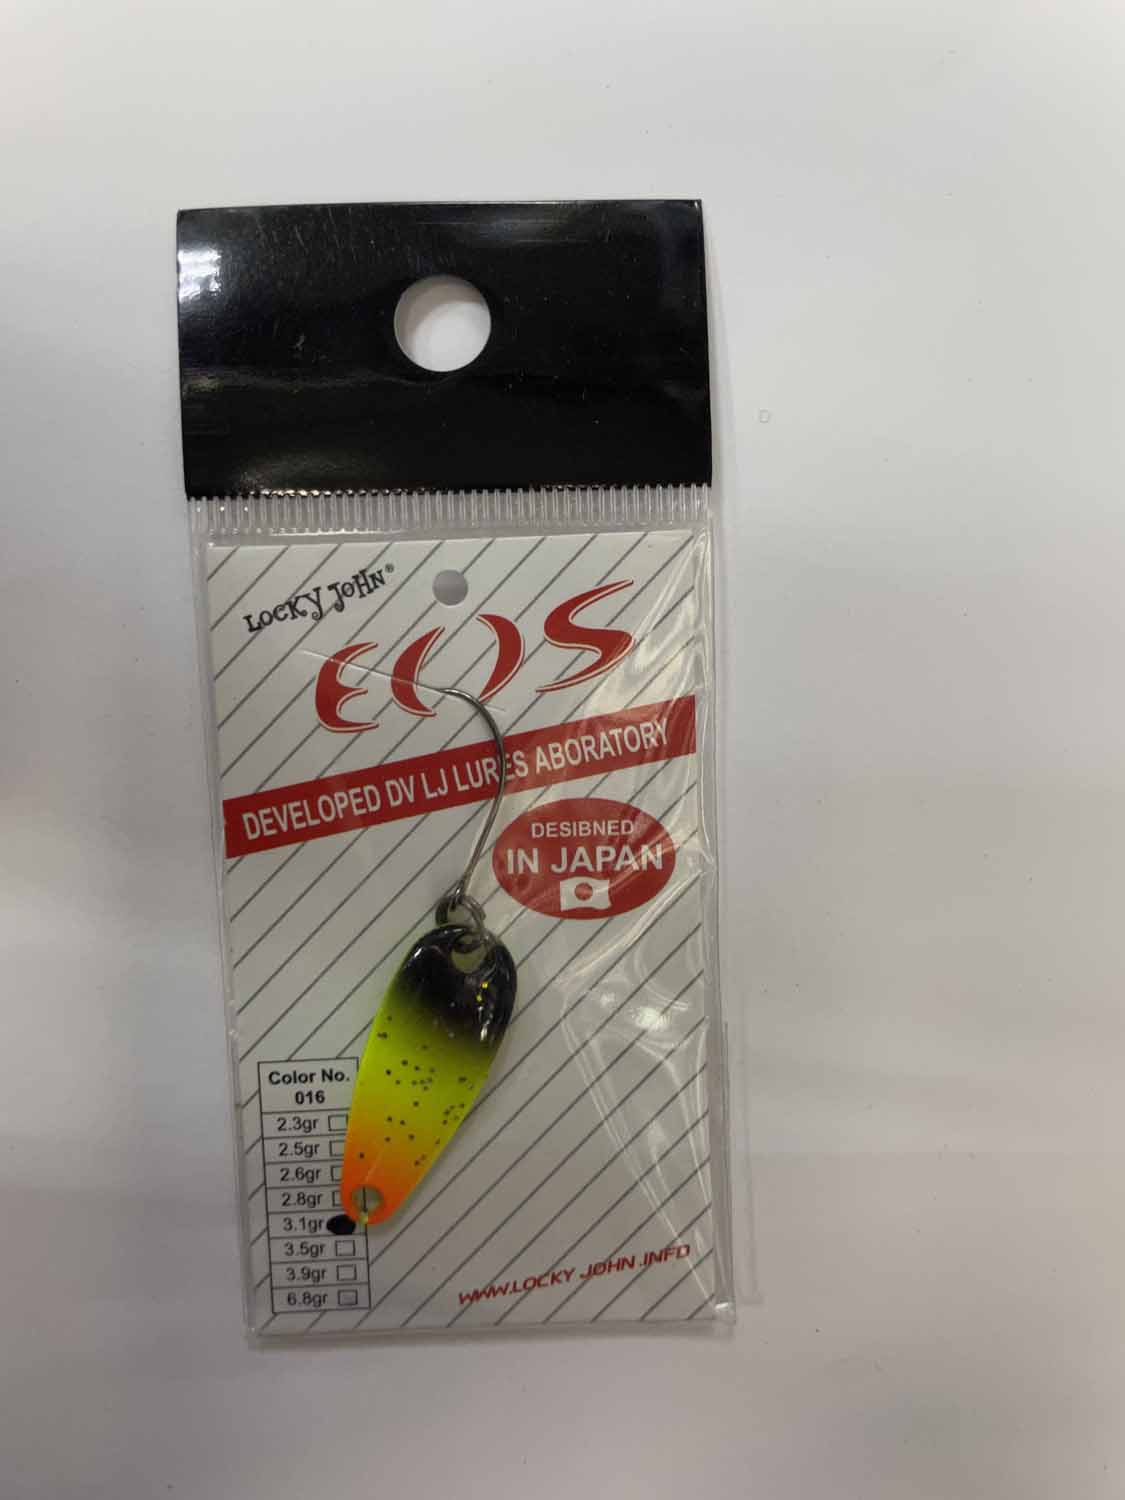 LOCKY JOHN®
EOS
DEVELOPED DV LJ LURES ABORATORY
DESIBNED
IN JAPAN
Color No.
016
2.3gr
2.5gr
2.6gr
2.8gr
3.1gr
3.5gr
3.9gr
6.8gr
WWW.LOCKY JOHN.INFO